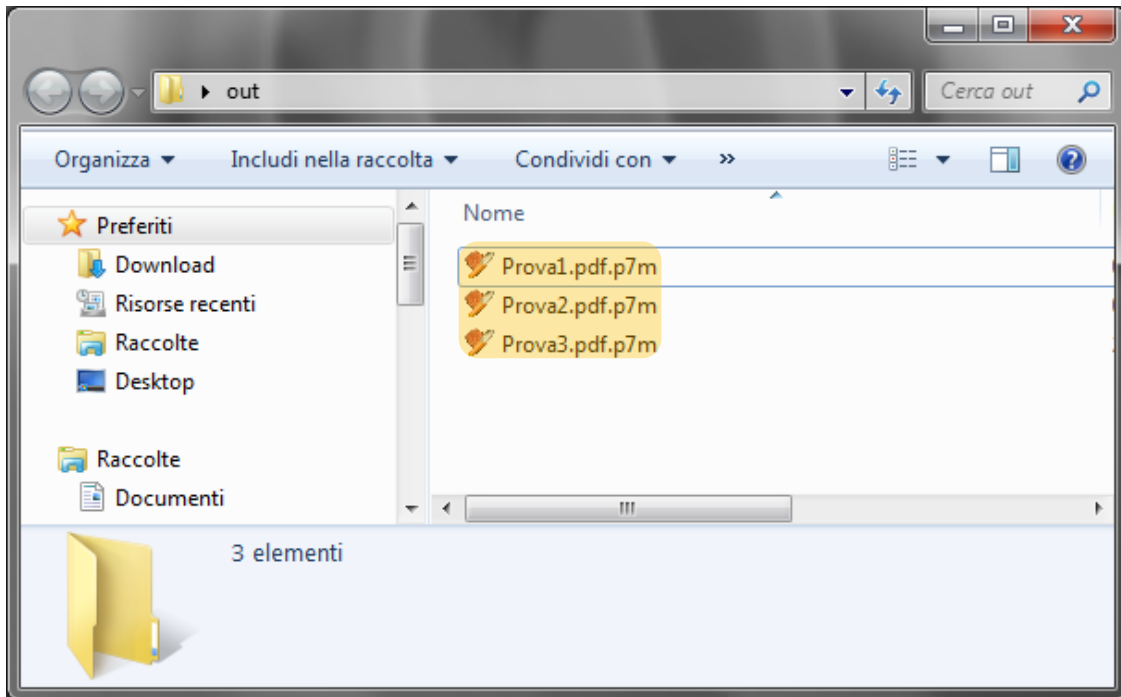 out
Cerca out
Organizza
Includi nella raccolta
Condividi con
»
Preferiti
Download
Risorse recenti
Raccolte
Desktop
Raccolte
Documenti
Nome
Prova1.pdf.p7m
Prova2.pdf.p7m
Prova3.pdf.p7m
3 elementi